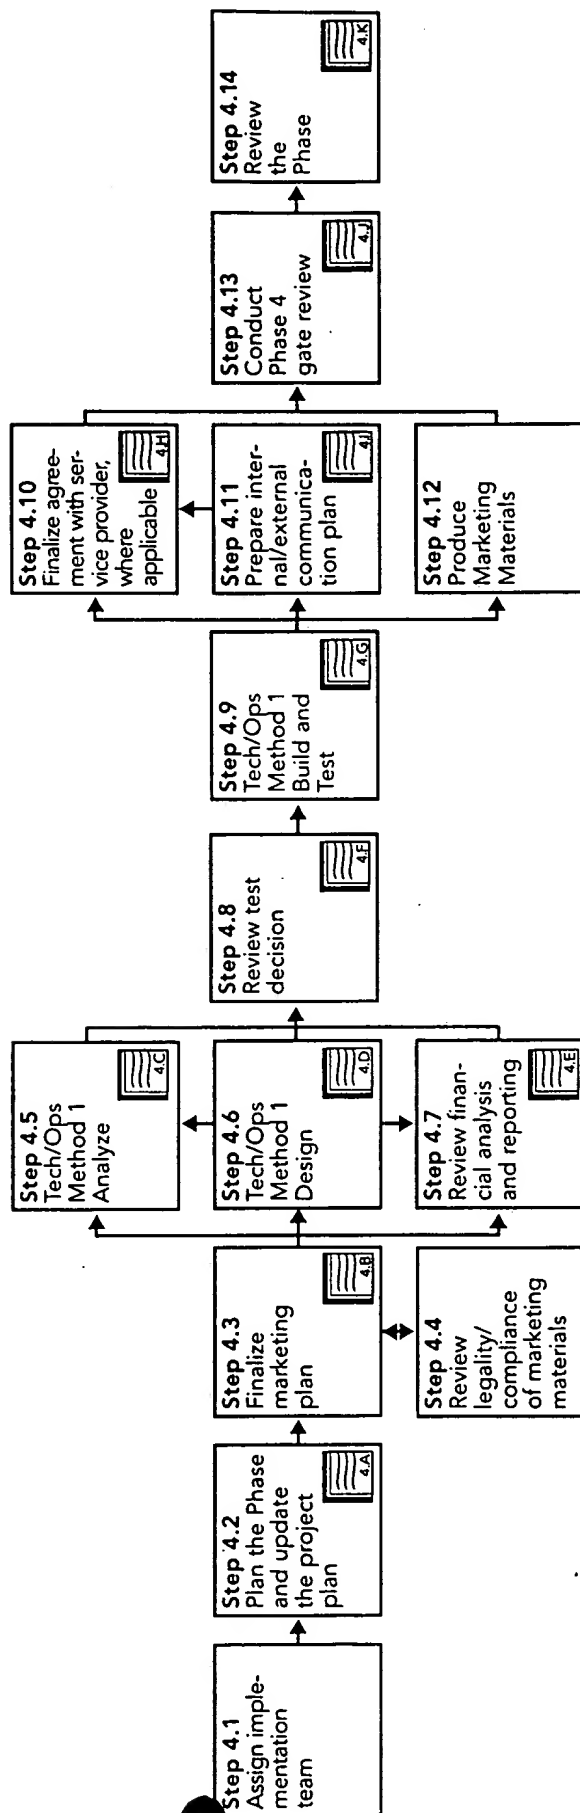 Step 4.1
Assign imple-
mentation
team
Step 4.2
Plan the Phase
and update
the project
plan
4.A
Step 4.3
Finalize
marketing
plan
4.B
Step 4.4
Review
legality/
compliance
of marketing
materials
Step 4.5
Tech/Ops
Method 1
Analyze
4.C
Step 4.6
Tech/Ops
Method 1
Design
4.D
Step 4.7
Review finan-
cial analysis
and reporting
4.E
Step 4.8
Review test
decision
4.F
Step 4.9
Tech/Ops
Method 1
Build and
Test
4.G
Step 4.10
Finalize agree-
ment with ser-
vice provider,
where
applicable
4.H
Step 4.11
Prepare inter-
nal/external
communica-
tion plan
4.I
Step 4.12
Produce
Marketing
Materials
Step 4.13
Conduct
Phase 4
gate review
4.J
Step 4.14
Review
the
Phase
4.K